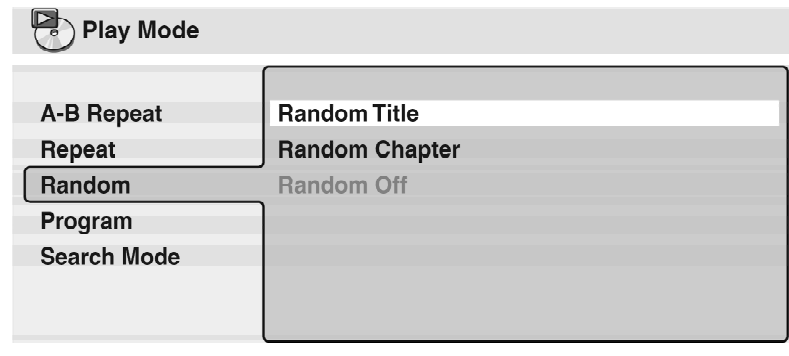 Play Mode
A-B Repeat
Repeat
Random
Program
Search Mode
Random Title
Random Chapter
Random Off